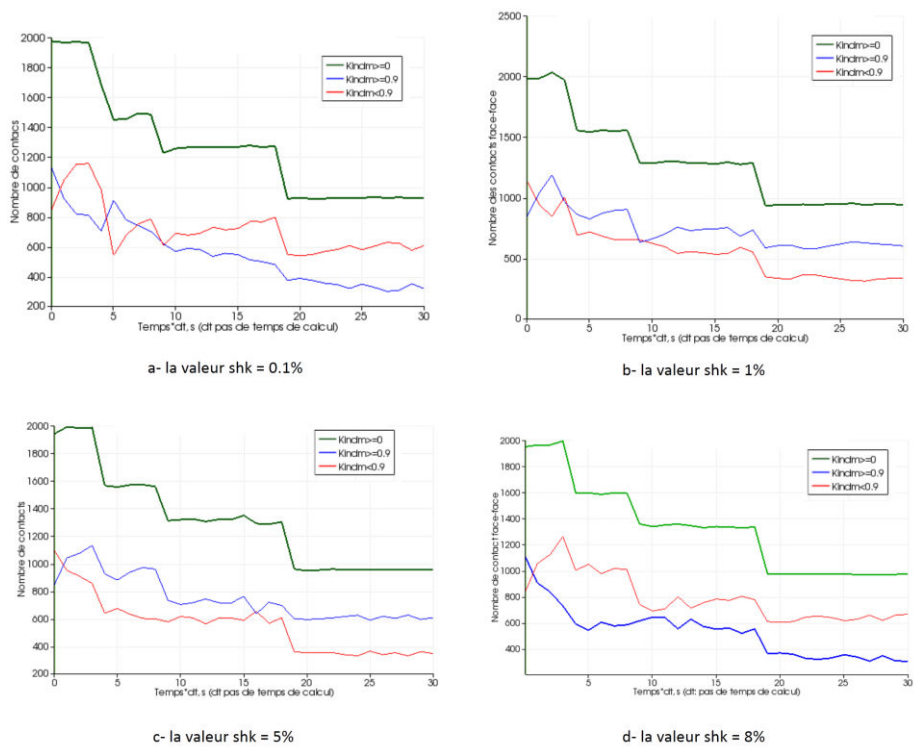 2000
1800
1600
1400
1200
1000
800
600
400
200
Nombre de contacs
Kindm>=0
Kindm>=0.9
Kindm<0.9
0
5
10
15
20
25
30
Temps*dt, s (dt pas de temps de calcul)
a- la valeur shk = 0.1%
2500
2000
1500
1000
500
0
Nombre des contacts face-face
Kindm>=0
Kindm>=0.9
Kindm<0.9
0
5
10
15
20
25
30
Temps*dt, s (dt pas de temps de calcul)
b- la valeur shk = 1%
2000
1800
1600
1400
1200
1000
800
600
400
200
Nombre de contacts
Kindm>=0
Kindm>=0.9
Kindm<0.9
0
5
10
15
20
25
30
Temps*dt, s (dt pas de temps de calcul)
c- la valeur shk = 5%
2000
1800
1600
1400
1200
1000
800
600
400
Nombre de contact face-face
Kindm>=0
Kindm>=0.9
Kindm<0.9
5
10
15
20
25
30
Temps*dt, s (dt: pas de temps de calcul)
d- la valeur shk = 8%